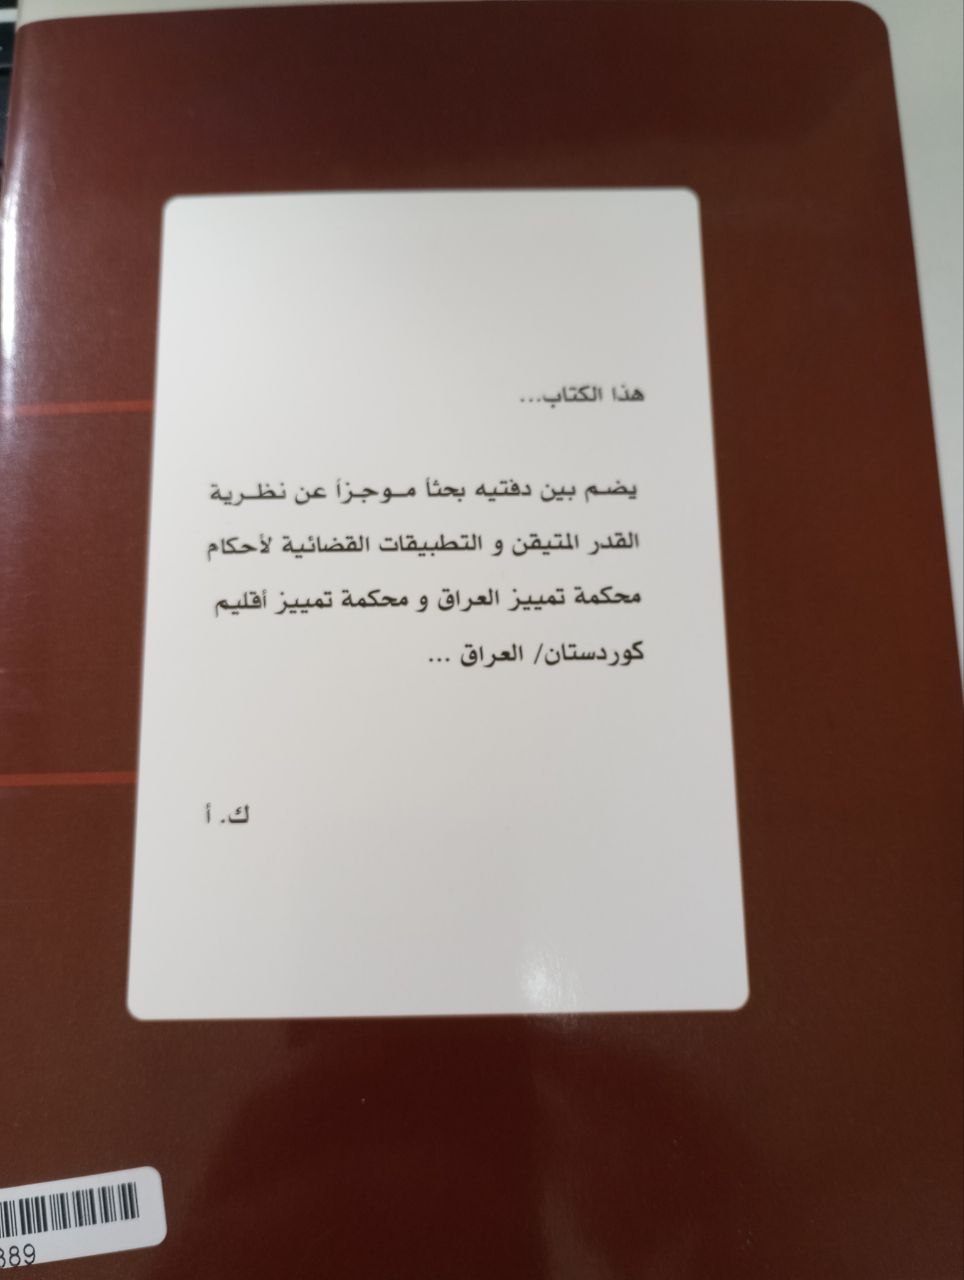 هذا الكتاب...
يضم بين دفتيه بحثاً موجزاً عن نظرية
القدر المتيقن و التطبيقات القضائية لأحكام
محكمة تمييز العراق و محكمة تمييز أقليم
كوردستان/ العراق ...
ك. أ
389